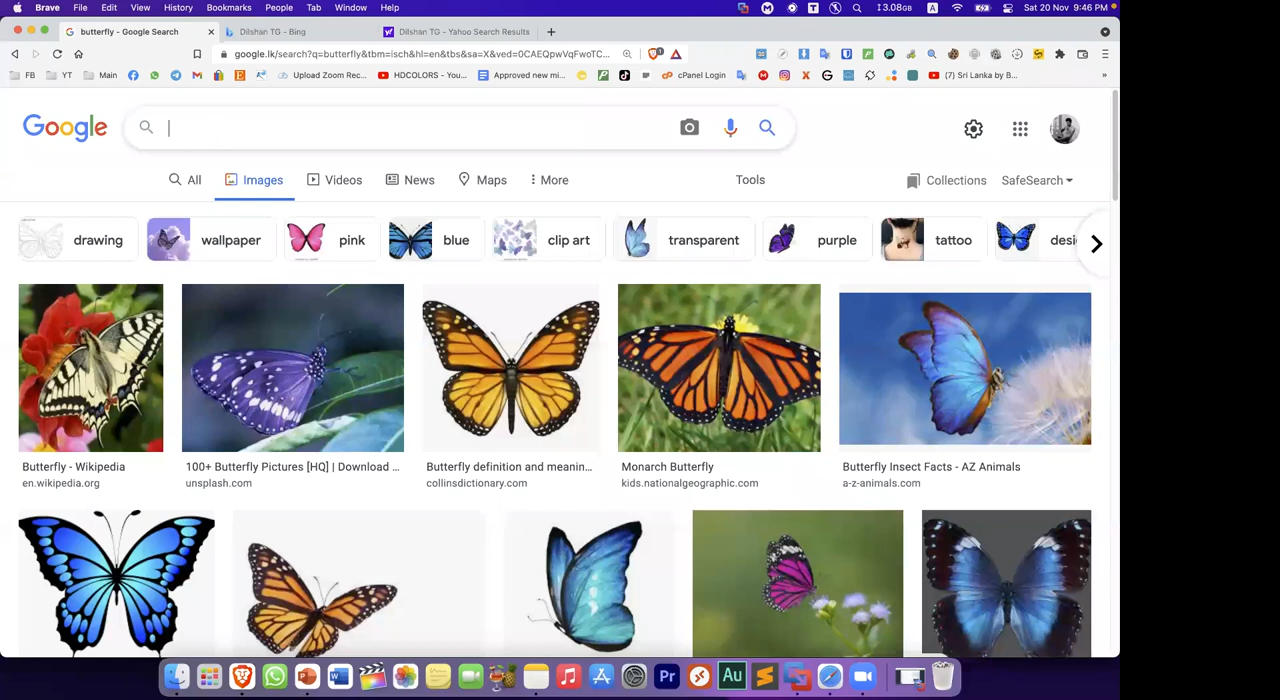 Brave File Edit View History Bookmarks People Tab Window Help 3.08GB A Sat 20 Nov 9:46 PM
butterfly - Google Search Dilshan TG - Bing Dilshan TG - Yahoo Search Results
google.lk/search?q=butterfly&tbm=isch&hl=en&tbs&sa=X&ved=0CAEQpwVqFwoTC...
FB YT Main Upload Zoom Rec... HDCOLORS - You... Approved new mi... cPanel Login (7) Sri Lanka by B...
Google
All Images Videos News Maps More Tools Collections SafeSearch
drawing wallpaper pink blue clip art transparent purple tattoo desi
Butterfly - Wikipedia 100+ Butterfly Pictures [HQ] | Download ... Butterfly definition and meanin... Monarch Butterfly Butterfly Insect Facts - AZ Animals
en.wikipedia.org unsplash.com collinsdictionary.com kids.nationalgeographic.com a-z-animals.com
Pr Au